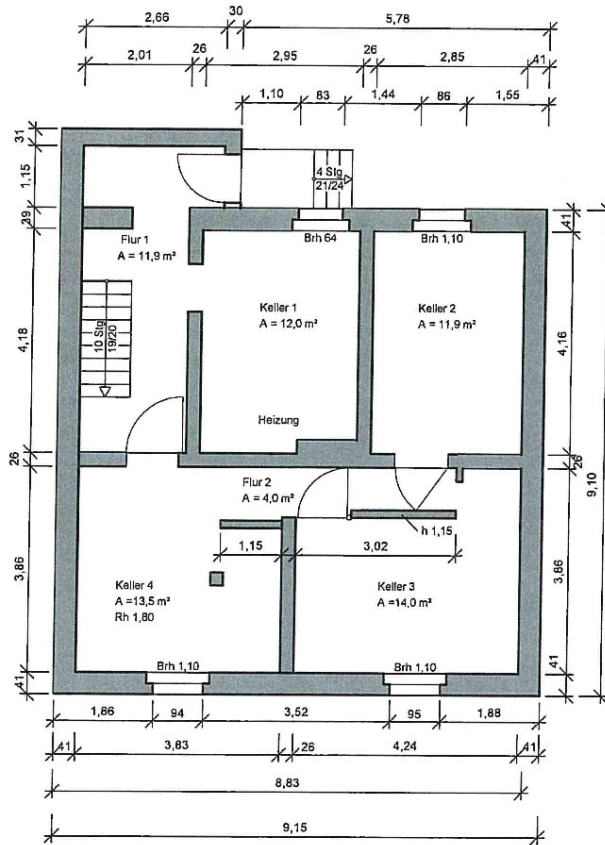 2,66
30
5,78
2,01
26
2,95
26
2,85
41
1,10
83
1,44
86
1,55
31
1,15
39
4,18
26
3,86
41
4 Stg
21/24
Brh 64
Brh 1,10
41
4,16
26
9,10
3,86
41
Flur 1
A = 11,9 m²
10 Stg
19/20
Keller 1
A = 12,0 m²
Keller 2
A = 11,9 m²
Heizung
Flur 2
A = 4,0 m²
h 1,15
1,15
3,02
Keller 4
A =13,5 m²
Rh 1,80
Keller 3
A =14,0 m²
Brh 1,10
Brh 1,10
1,86
94
3,52
95
1,88
41
3,83
26
4,24
41
8,83
9,15